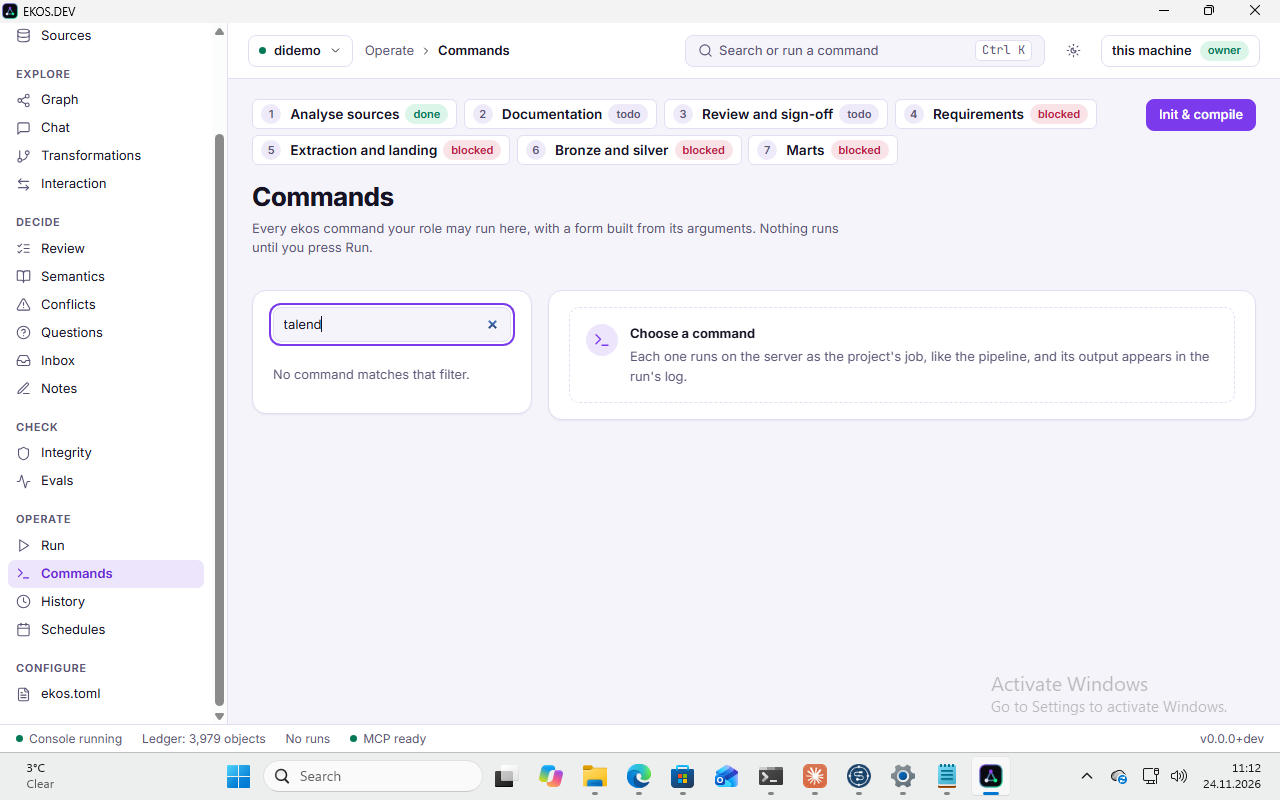 EKOS.DEV
Sources
EXPLORE
Graph
Chat
Transformations
Interaction
DECIDE
Review
Semantics
Conflicts
Questions
Inbox
Notes
CHECK
Integrity
Evals
OPERATE
Run
Commands
History
Schedules
CONFIGURE
ekos.toml
didemo
Operate › Commands
Search or run a command Ctrl K
this machine owner
1 Analyse sources done
2 Documentation todo
3 Review and sign-off todo
4 Requirements blocked
5 Extraction and landing blocked
6 Bronze and silver blocked
7 Marts blocked
Init & compile
Commands
Every ekos command your role may run here, with a form built from its arguments. Nothing runs
until you press Run.
talend
No command matches that filter.
Choose a command
Each one runs on the server as the project's job, like the pipeline, and its output appears in the
run's log.
Activate Windows
Go to Settings to activate Windows.
Console running
Ledger: 3,979 objects
No runs
MCP ready
v0.0.0+dev
3°C
Clear
Search
11:12
24.11.2026